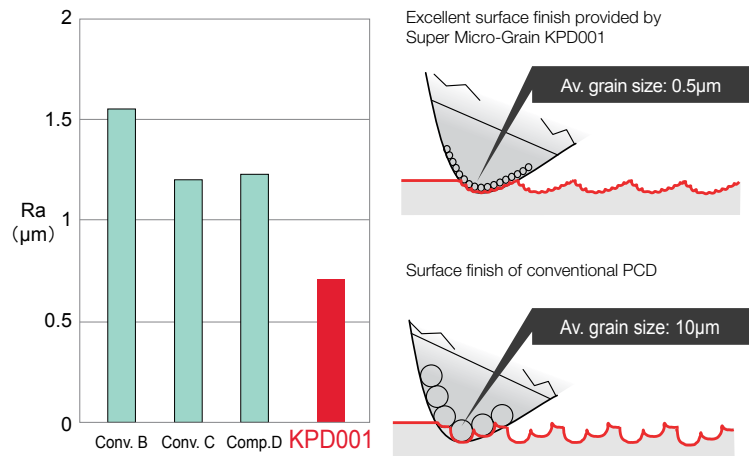 2
1.5
1
0.5
0
Ra
（μm）
Conv. B
Conv. C
Comp.D
KPD001
Excellent surface finish provided by
Super Micro-Grain KPD001
Av. grain size: 0.5μm
Surface finish of conventional PCD
Av. grain size: 10μm